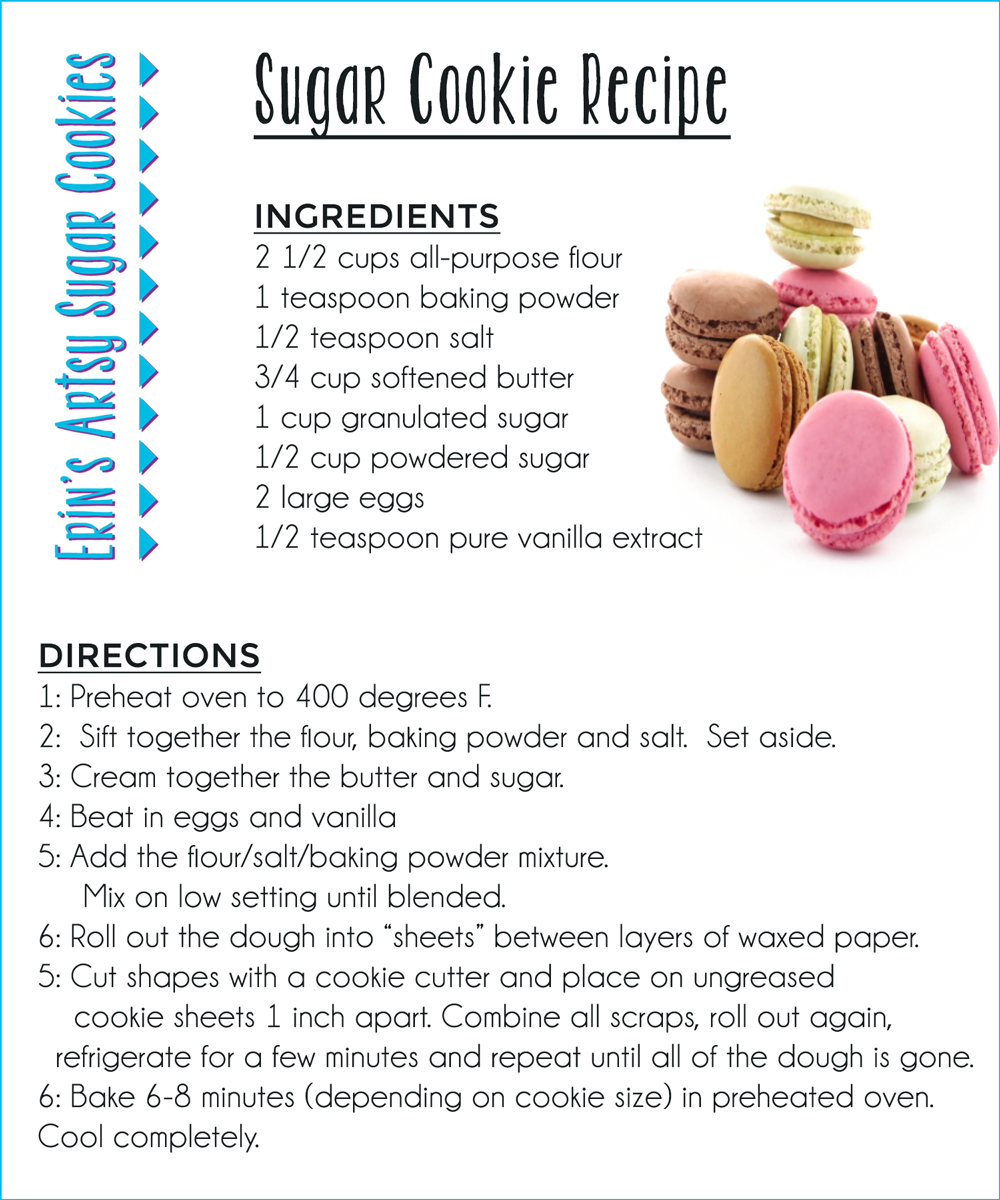 Erin's Artsy Sugar Cookies
Sugar Cookie Recipe
INGREDIENTS
2 1/2 cups all-purpose flour
1 teaspoon baking powder
1/2 teaspoon salt
3/4 cup softened butter
1 cup granulated sugar
1/2 cup powdered sugar
2 large eggs
1/2 teaspoon pure vanilla extract
DIRECTIONS
1: Preheat oven to 400 degrees F.
2:  Sift together the flour, baking powder and salt.  Set aside.
3: Cream together the butter and sugar.
4: Beat in eggs and vanilla
5: Add the flour/salt/baking powder mixture.
Mix on low setting until blended.
6: Roll out the dough into “sheets” between layers of waxed paper.
5: Cut shapes with a cookie cutter and place on ungreased
cookie sheets 1 inch apart. Combine all scraps, roll out again,
refrigerate for a few minutes and repeat until all of the dough is gone.
6: Bake 6-8 minutes (depending on cookie size) in preheated oven.
Cool completely.